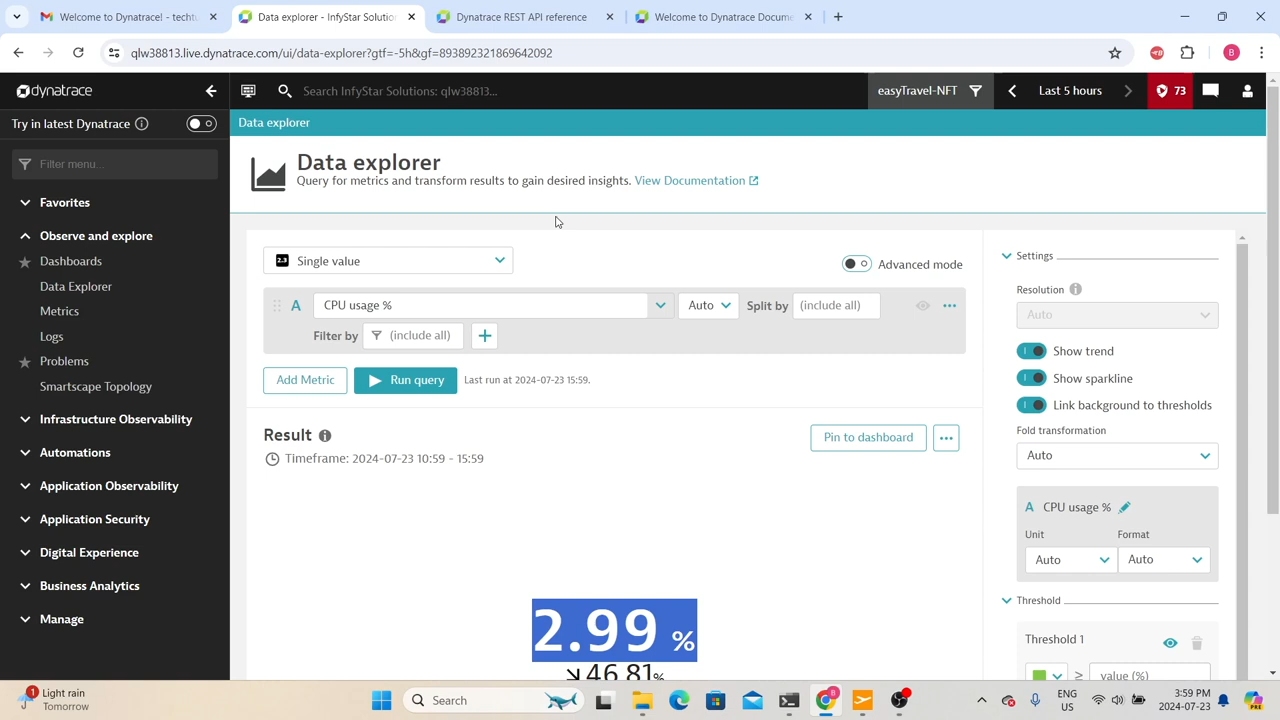 Welcome to Dynatrace! - techtu
Data explorer - InfyStar Solution
Dynatrace REST API reference
Welcome to Dynatrace Docume
qlw38813.live.dynatrace.com/ui/data-explorer?gtf=-5h&gf=893892321869642092
B
dynatrace
Search InfyStar Solutions: qlw38813...
easyTravel-NFT
Last 5 hours
73
Try in latest Dynatrace
Data explorer
Filter menu...
Data explorer
Query for metrics and transform results to gain desired insights. View Documentation
Favorites
Observe and explore
Dashboards
Data Explorer
Metrics
Logs
Problems
Smartscape Topology
Infrastructure Observability
Automations
Application Observability
Application Security
Digital Experience
Business Analytics
Manage
2.3 Single value
Advanced mode
A CPU usage % Auto Split by (include all)
Filter by (include all)
Add Metric Run query Last run at 2024-07-23 15:59.
Result
Pin to dashboard
Timeframe: 2024-07-23 10:59 - 15:59
2.99 %
46.81%
Settings
Resolution
Auto
Show trend
Show sparkline
Link background to thresholds
Fold transformation
Auto
A CPU usage %
Unit Format
Auto Auto
Threshold
Threshold 1
≥ value (%)
1
Light rain
Tomorrow
Search
B
ENG
US
3:59 PM
2024-07-23
PRE